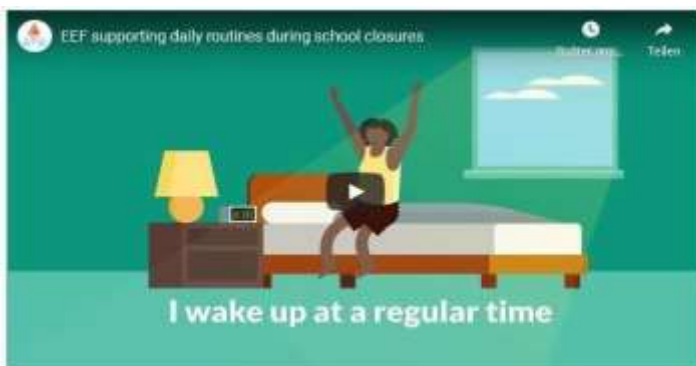 EEF supporting daily routines during school closures
Teilen
I wake up at a regular time